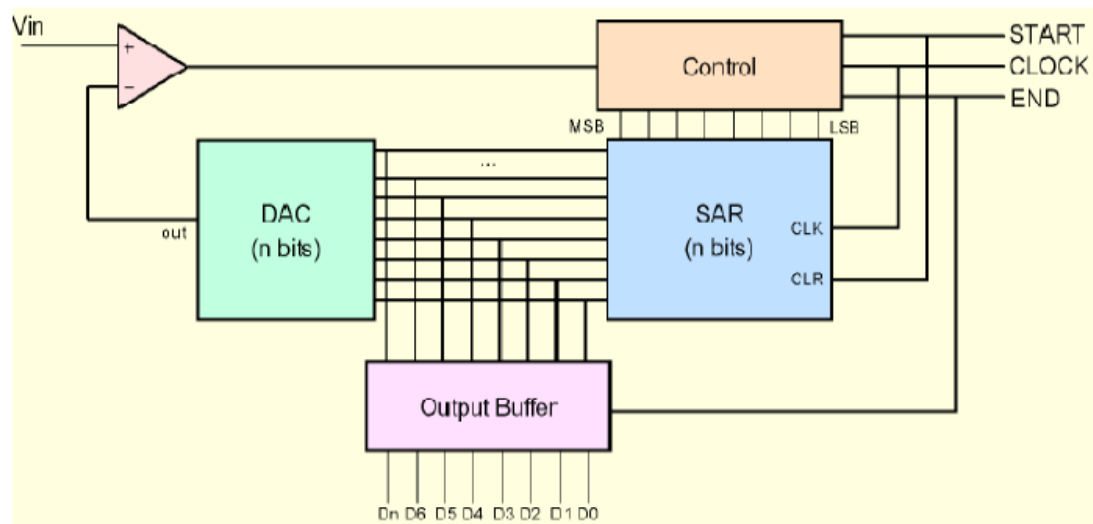 Vin
+
−
Control
START
CLOCK
END
MSB
LSB
...
DAC
(n bits)
out
SAR
(n bits)
CLK
CLR
Output Buffer
Dn D6 D5 D4 D3 D2 D1 D0